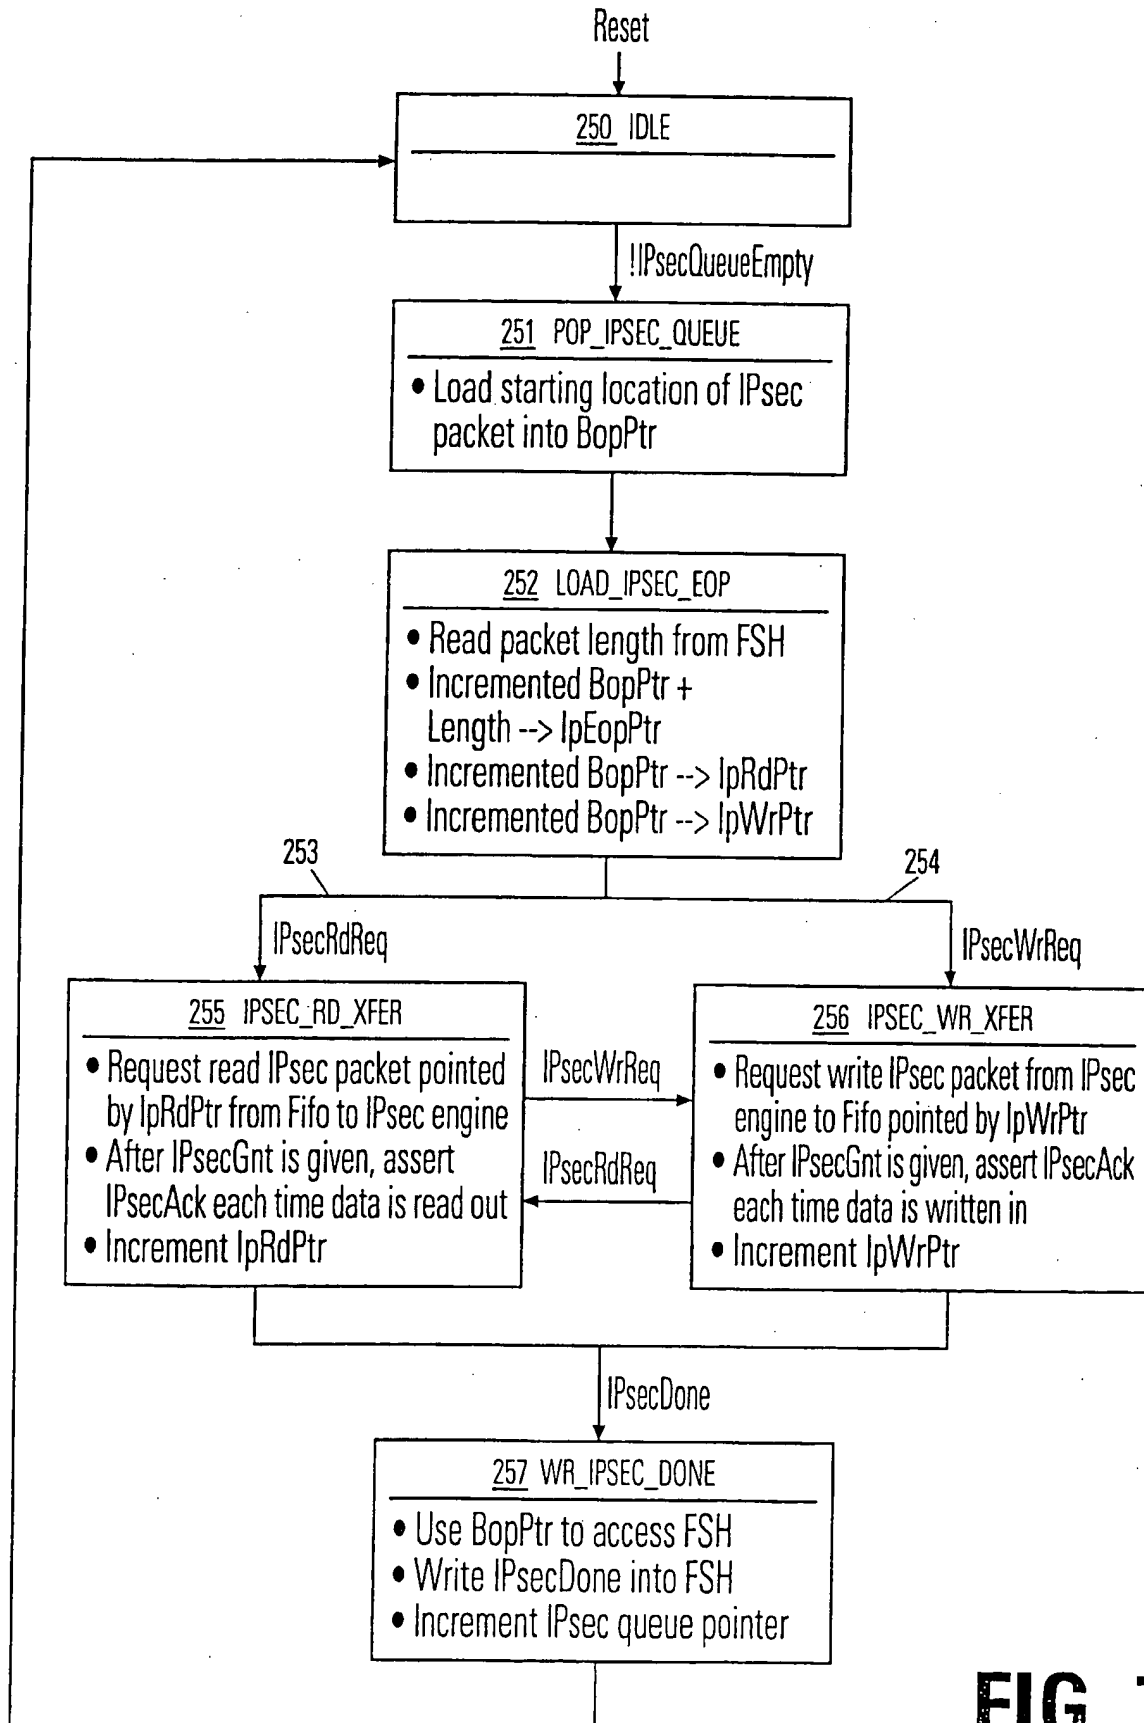 Reset
250 IDLE
!IPsecQueueEmpty
251 POP_IPSEC_QUEUE
• Load starting location of IPsec
packet into BopPtr
252 LOAD_IPSEC_EOP
• Read packet length from FSH
• Incremented BopPtr +
Length --> IpEopPtr
• Incremented BopPtr --> IpRdPtr
• Incremented BopPtr --> IpWrPtr
253
254
IPsecRdReq
IPsecWrReq
255 IPSEC_RD_XFER
• Request read IPsec packet pointed
by IpRdPtr from Fifo to IPsec engine
• After IPsecGnt is given, assert
IPsecAck each time data is read out
• Increment IpRdPtr
IPsecWrReq
IPsecRdReq
256 IPSEC_WR_XFER
• Request write IPsec packet from IPsec
engine to Fifo pointed by IpWrPtr
• After IPsecGnt is given, assert IPsecAck
each time data is written in
• Increment IpWrPtr
IPsecDone
257 WR_IPSEC_DONE
• Use BopPtr to access FSH
• Write IPsecDone into FSH
• Increment IPsec queue pointer
FIG